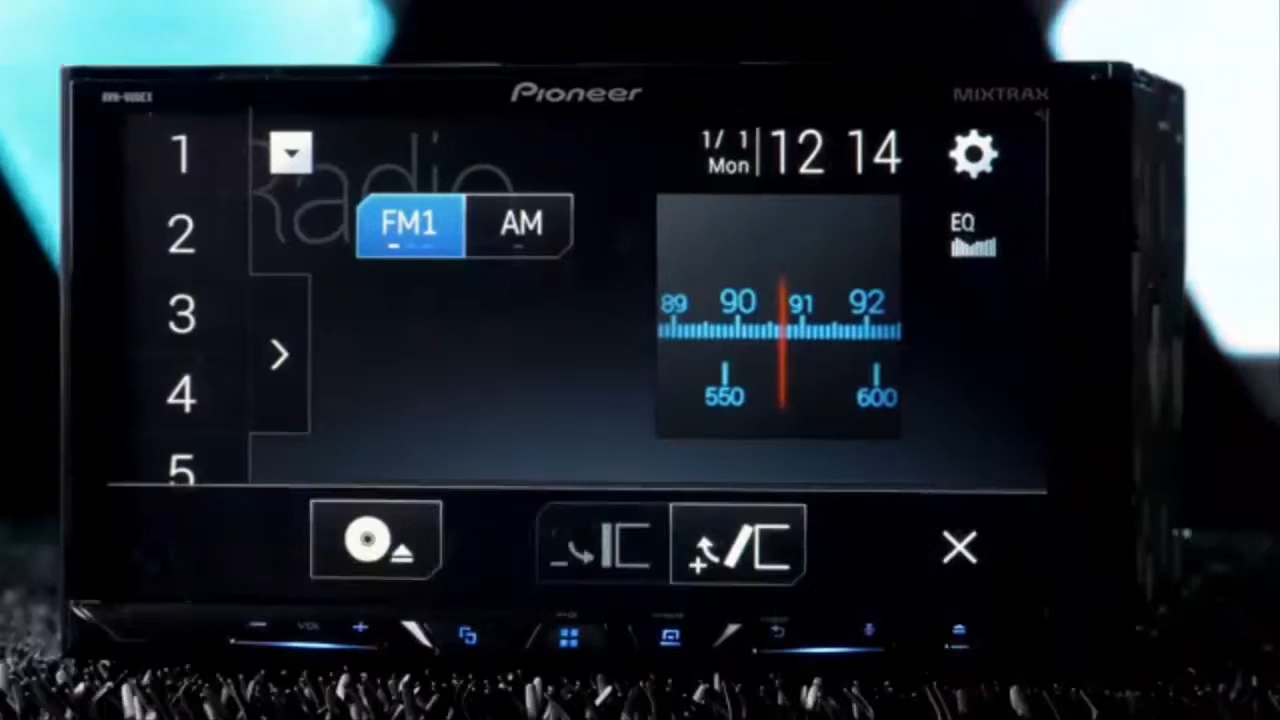 Pioneer
MIXTRAX
1
2
3
4
5
Radio
FM1
AM
1/ 1
Mon
12 14
EQ
89 90 91 92
550 600
VOL